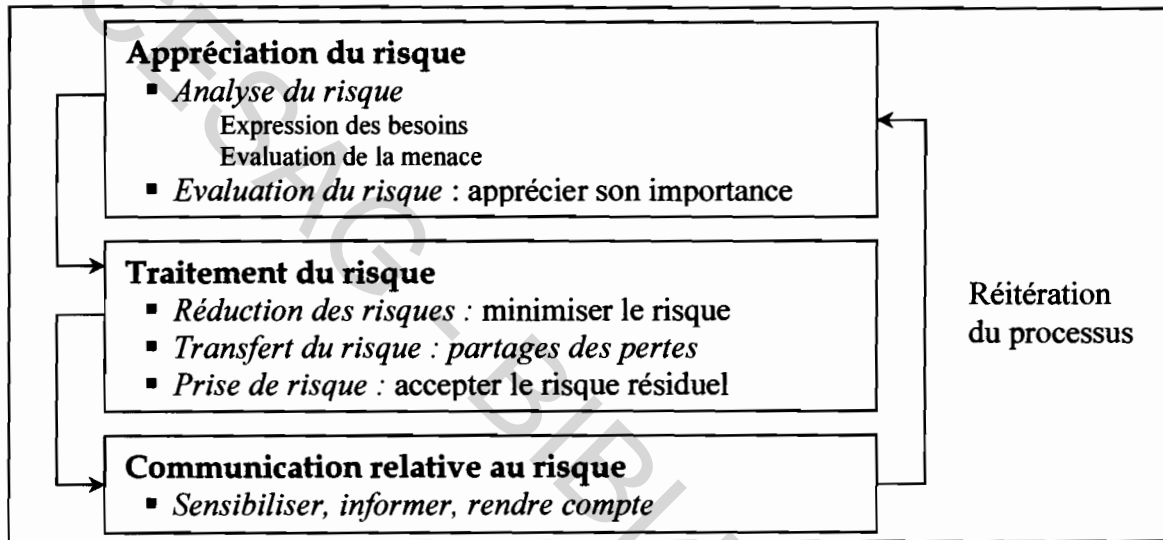 Appréciation du risque
▪ Analyse du risque
Expression des besoins
Evaluation de la menace
▪ Evaluation du risque : apprécier son importance
Traitement du risque
▪ Réduction des risques : minimiser le risque
▪ Transfert du risque : partages des pertes
▪ Prise de risque : accepter le risque résiduel
Communication relative au risque
▪ Sensibiliser, informer, rendre compte
Réitération
du processus
CESAG - BIBL